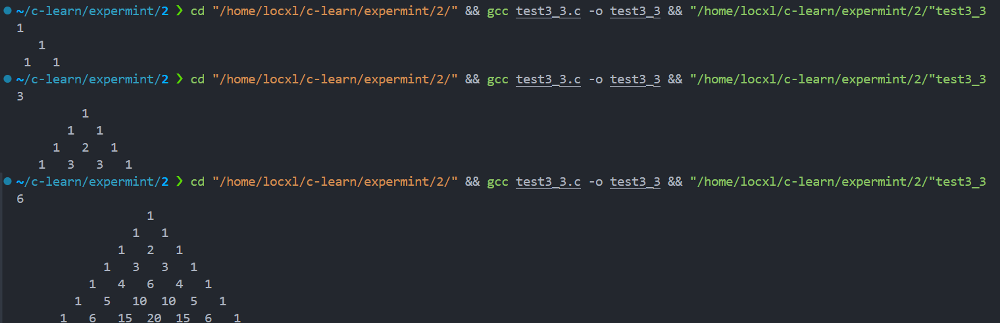 ~/c-learn/expermint/2 ❯ cd "/home/locxl/c-learn/expermint/2/" && gcc test3_3.c -o test3_3 && "/home/locxl/c-learn/expermint/2/"test3_3
1
1
1 1
~/c-learn/expermint/2 ❯ cd "/home/locxl/c-learn/expermint/2/" && gcc test3_3.c -o test3_3 && "/home/locxl/c-learn/expermint/2/"test3_3
3
1
1 1
1 2 1
1 3 3 1
~/c-learn/expermint/2 ❯ cd "/home/locxl/c-learn/expermint/2/" && gcc test3_3.c -o test3_3 && "/home/locxl/c-learn/expermint/2/"test3_3
6
1
1 1
1 2 1
1 3 3 1
1 4 6 4 1
1 5 10 10 5 1
1 6 15 20 15 6 1